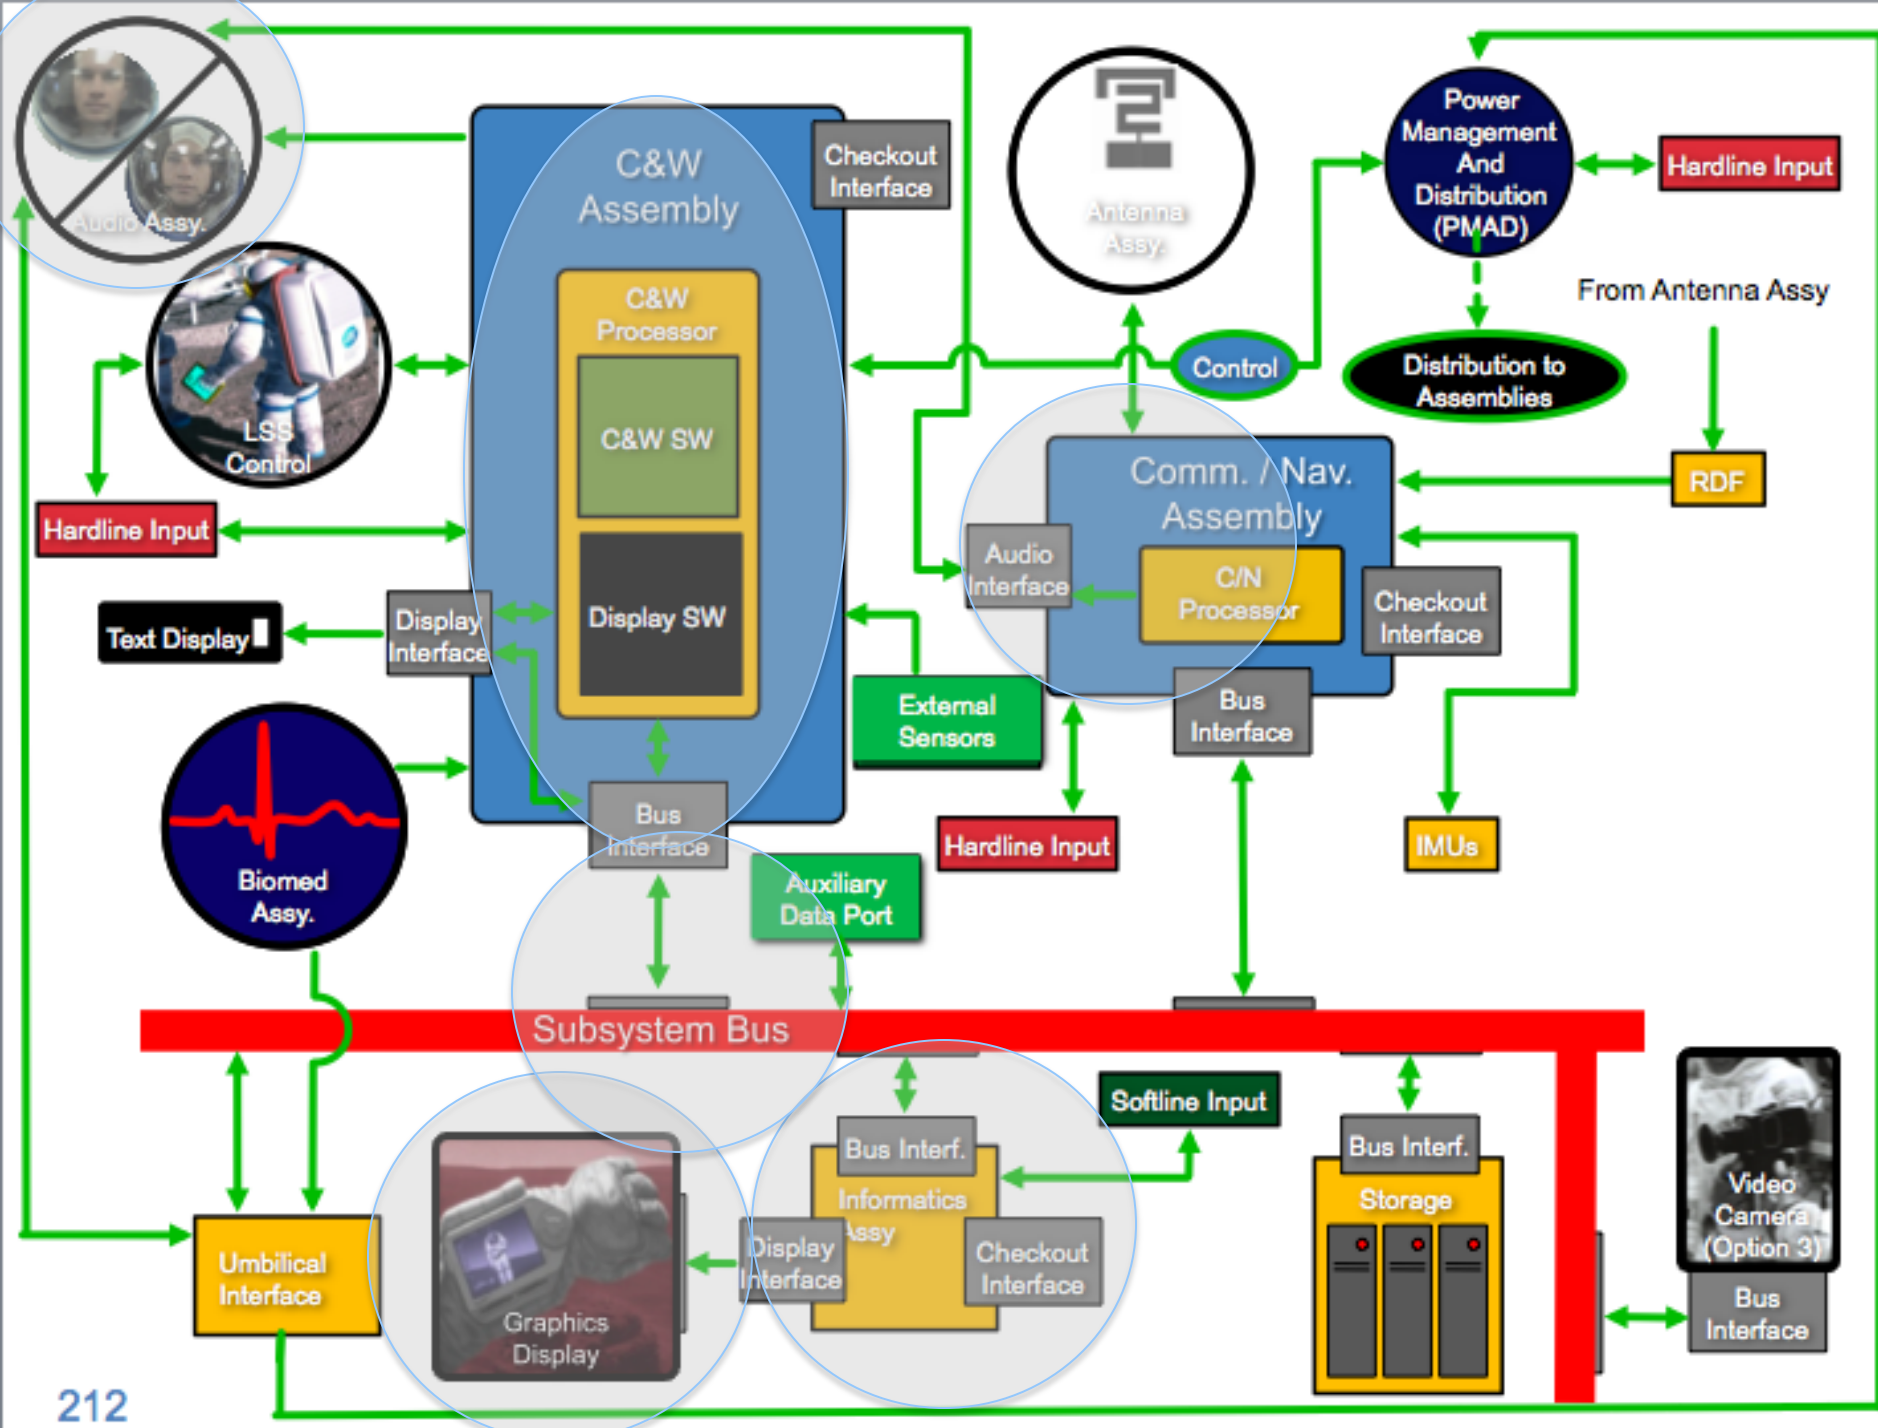 Audio Assy.
C&W
Assembly
Checkout
Interface
C&W
Processor
C&W SW
Display SW
Antenna
Assy.
Power
Management
And
Distribution
(PMAD)
Hardline Input
From Antenna Assy
Control
Distribution to
Assemblies
LSS
Control
Hardline Input
Comm. / Nav.
Assembly
RDF
Audio
Interface
C/N
Processor
Checkout
Interface
Text Display
Display
Interface
External
Sensors
Bus
Interface
Bus
Interface
Hardline Input
IMUs
Biomed
Assy.
Auxiliary
Data Port
Subsystem Bus
Softline Input
Bus Interf.
Informatics
Assy
Display
Interface
Checkout
Interface
Bus Interf.
Storage
Video
Camera
(Option 3)
Bus
Interface
Umbilical
Interface
Graphics
Display
212